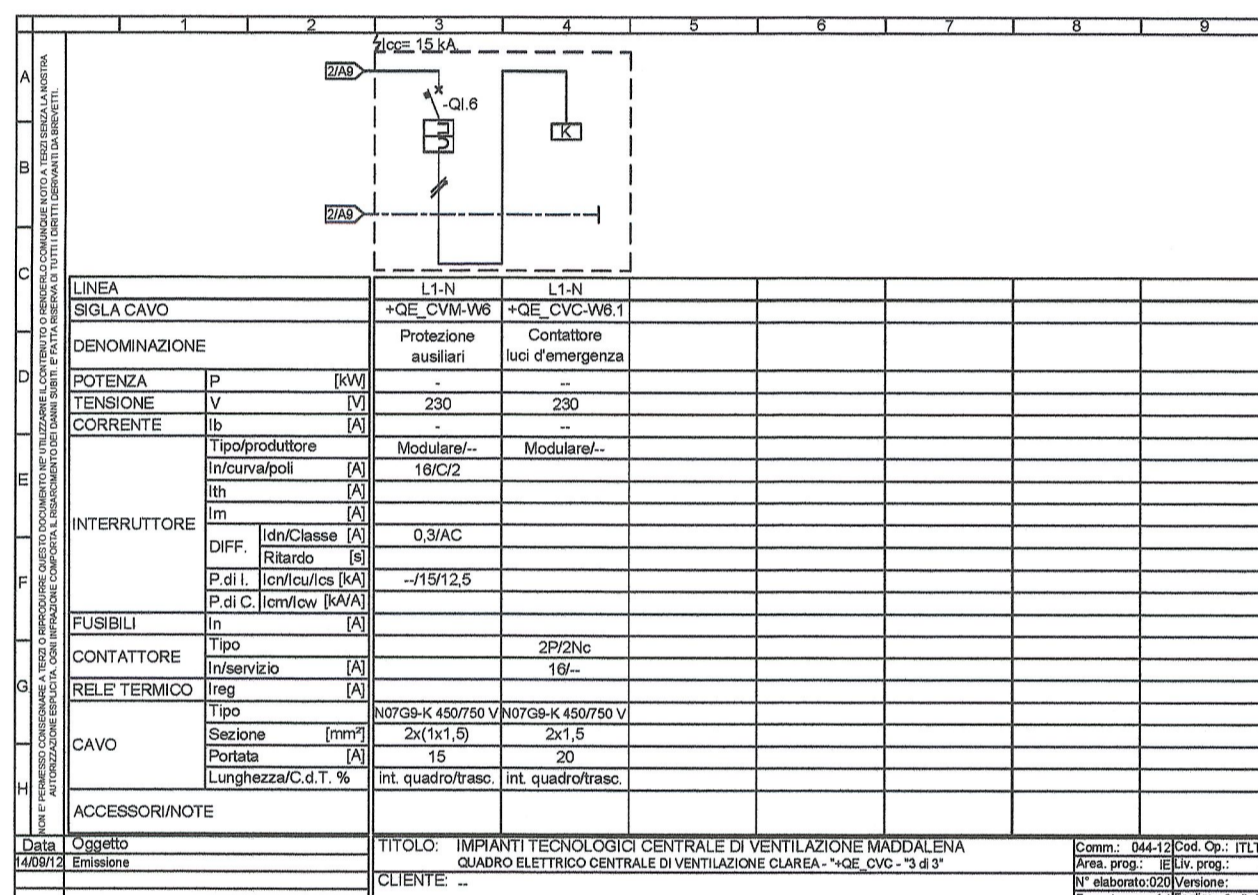 1 2 3 4 5 6 7 8 9
A
B
C
D
E
F
G
H
NON E' PERMESSO CONSEGNARE A TERZI O RIPRODURRE QUESTO DOCUMENTO NE' UTILIZZARNE IL CONTENUTO O RENDERLO COMUNQUE NOTO A TERZI SENZA LA NOSTRA
AUTORIZZAZIONE ESPLICITA. OGNI INFRAZIONE COMPORTA IL RISARCIMENTO DEI DANNI SUBITI. E' FATTA RISERVA DI TUTTI I DIRITTI DERIVANTI DA BREVETTI.
Icc= 15 kA
2/A9
-QI.6
K
2/A9
LINEA L1-N L1-N
SIGLA CAVO +QE_CVM-W6 +QE_CVC-W6.1
DENOMINAZIONE Protezione ausiliari Contattore luci d'emergenza
POTENZA P [kW] - --
TENSIONE V [V] 230 230
CORRENTE Ib [A] - --
INTERRUTTORE
Tipo/produttore Modulare/-- Modulare/--
In/curva/poli [A] 16/C/2
Ith [A]
Im [A]
DIFF. Idn/Classe [A] 0,3/AC
Ritardo [s]
P.di I. Icn/Icu/Ics [kA] --/15/12,5
P.di C. Icm/Icw [kA/A]
FUSIBILI In [A]
CONTATTORE Tipo 2P/2Nc
In/servizio [A] 16/--
RELE' TERMICO Ireg [A]
CAVO
Tipo N07G9-K 450/750 V N07G9-K 450/750 V
Sezione [mm²] 2x(1x1,5) 2x1,5
Portata [A] 15 20
Lunghezza/C.d.T. % int. quadro/trasc. int. quadro/trasc.
ACCESSORI/NOTE
Data Oggetto
14/09/12 Emissione
TITOLO: IMPIANTI TECNOLOGICI CENTRALE DI VENTILAZIONE MADDALENA
QUADRO ELETTRICO CENTRALE DI VENTILAZIONE CLAREA - "+QE_CVC - "3 di 3"
CLIENTE: --
Comm.: 044-12 Cod. Op.: ITLT
Area. prog.: IE Liv. prog.:
N° elaborato:020 Versione: